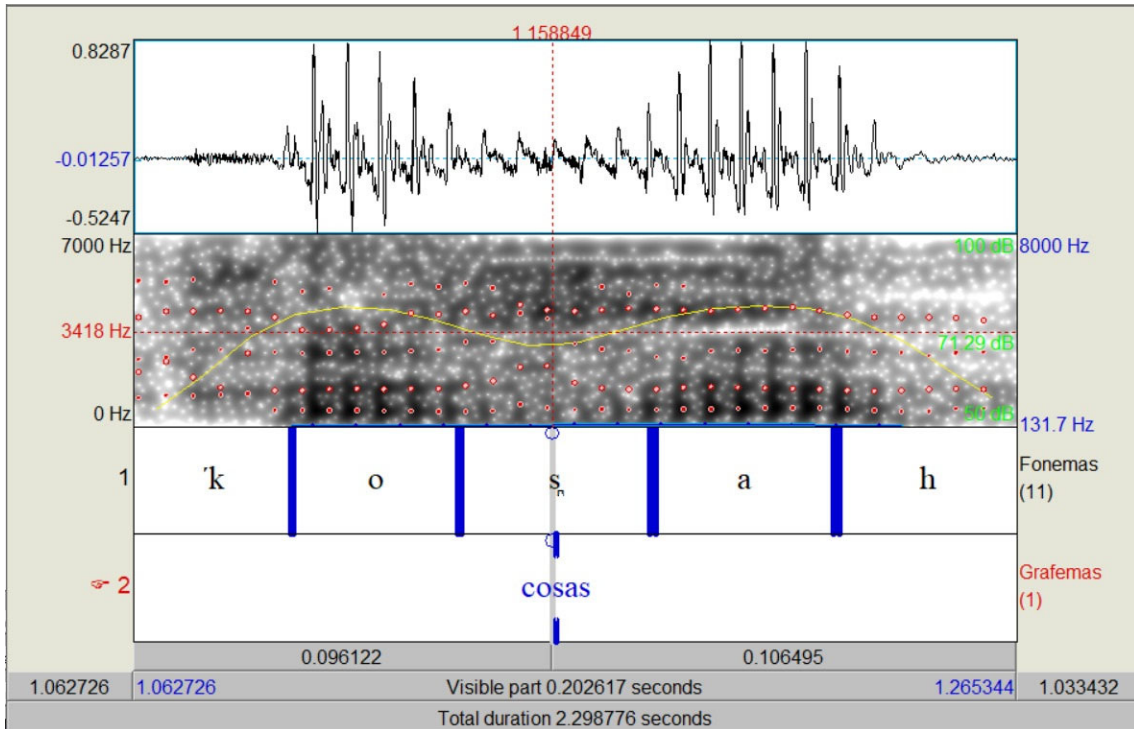 1.158849
0.8287
-0.01257
-0.5247
7000 Hz 100 dB 8000 Hz
3418 Hz 71.29 dB
0 Hz 50 dB 131.7 Hz
1 ˈk o s̪ a h Fonemas
(11)
2 cosas Grafemas
(1)
0.096122 0.106495
1.062726 1.062726 Visible part 0.202617 seconds 1.265344 1.033432
Total duration 2.298776 seconds